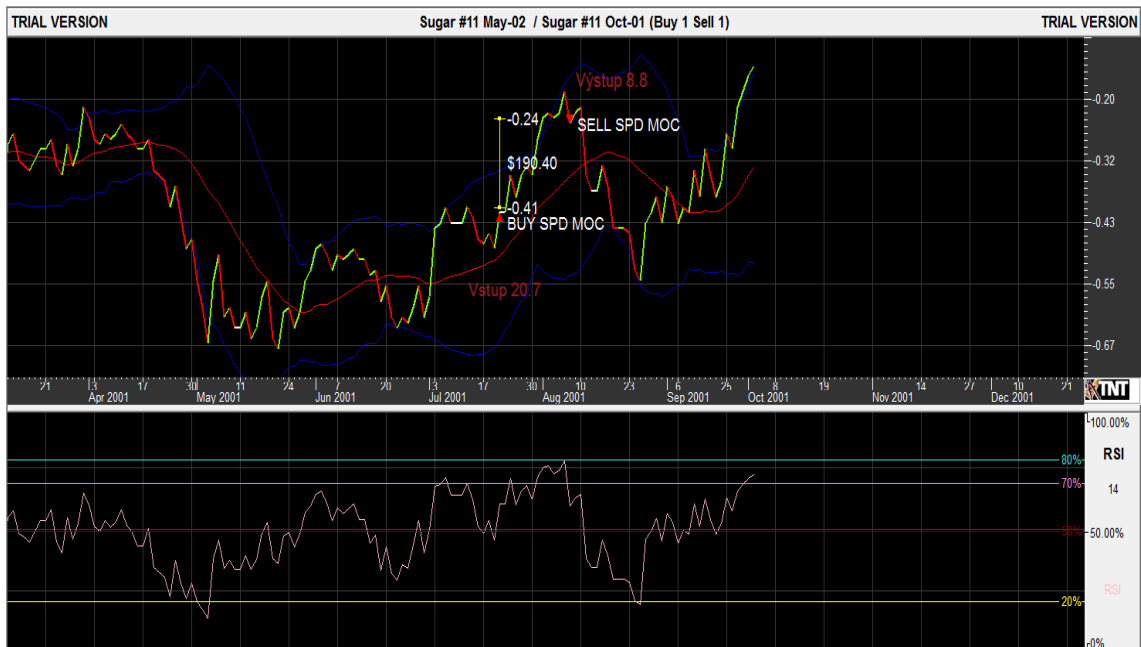 TRIAL VERSION Sugar #11 May-02 / Sugar #11 Oct-01 (Buy 1 Sell 1) TRIAL VERSION
Výstup 8.8
-0.20
-0.24
SELL SPD MOC
$190.40
-0.32
-0.41
BUY SPD MOC
-0.43
Vstup 20.7
-0.55
-0.67
21 3 17 30 11 24 7 20 3 17 30 10 23 6 25 8 19 14 27 10 21
Apr 2001 May 2001 Jun 2001 Jul 2001 Aug 2001 Sep 2001 Oct 2001 Nov 2001 Dec 2001
TNT
100.00%
RSI
80%
70%
14
50%
50.00%
RSI
20%
0%